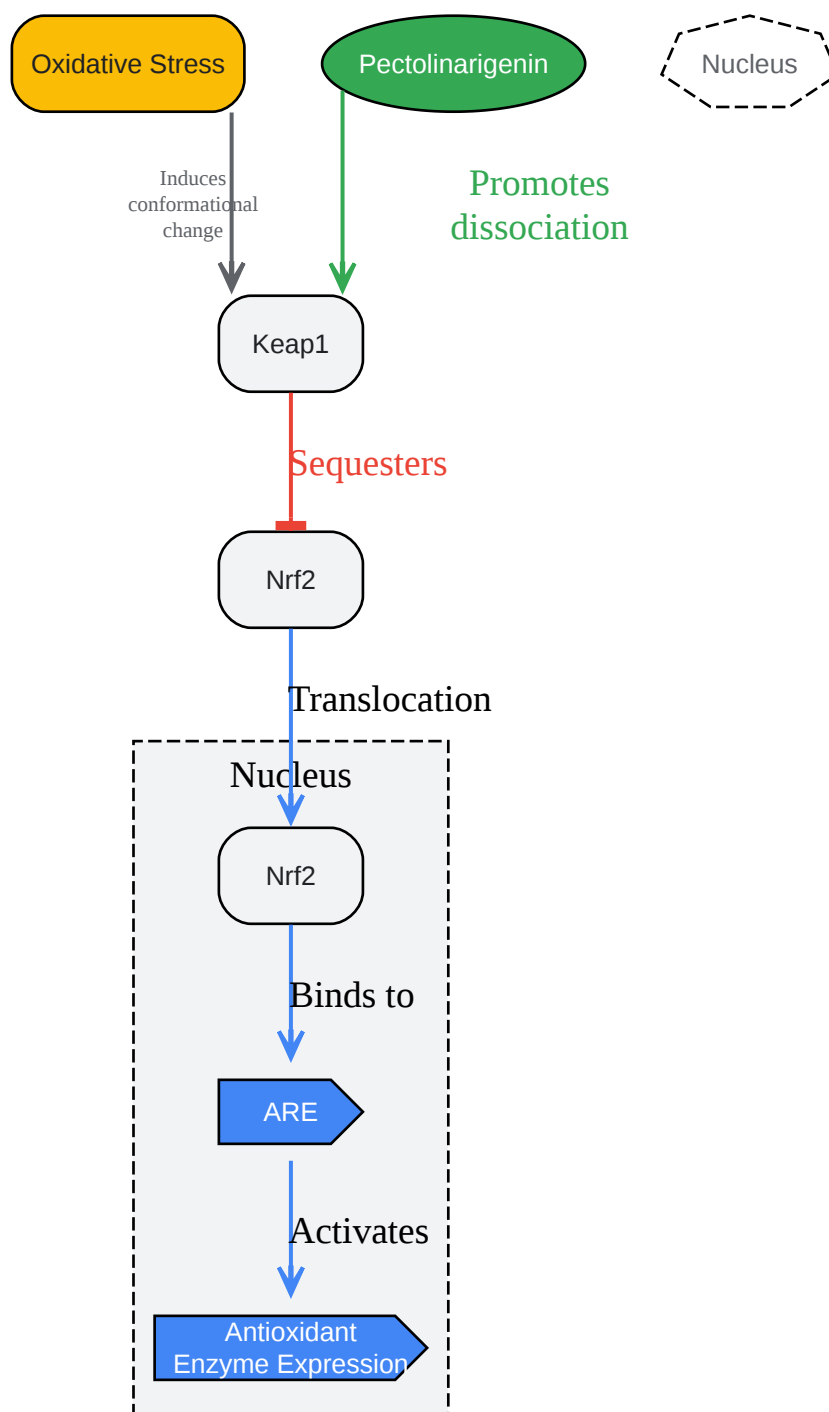 Oxidative Stress
Pectolinarigenin
Nucleus
Induces
conformational
change
Promotes
dissociation
Keap1
Sequesters
Nrf2
Translocation
Nucleus
Nrf2
Binds to
ARE
Activates
Antioxidant
Enzyme Expression